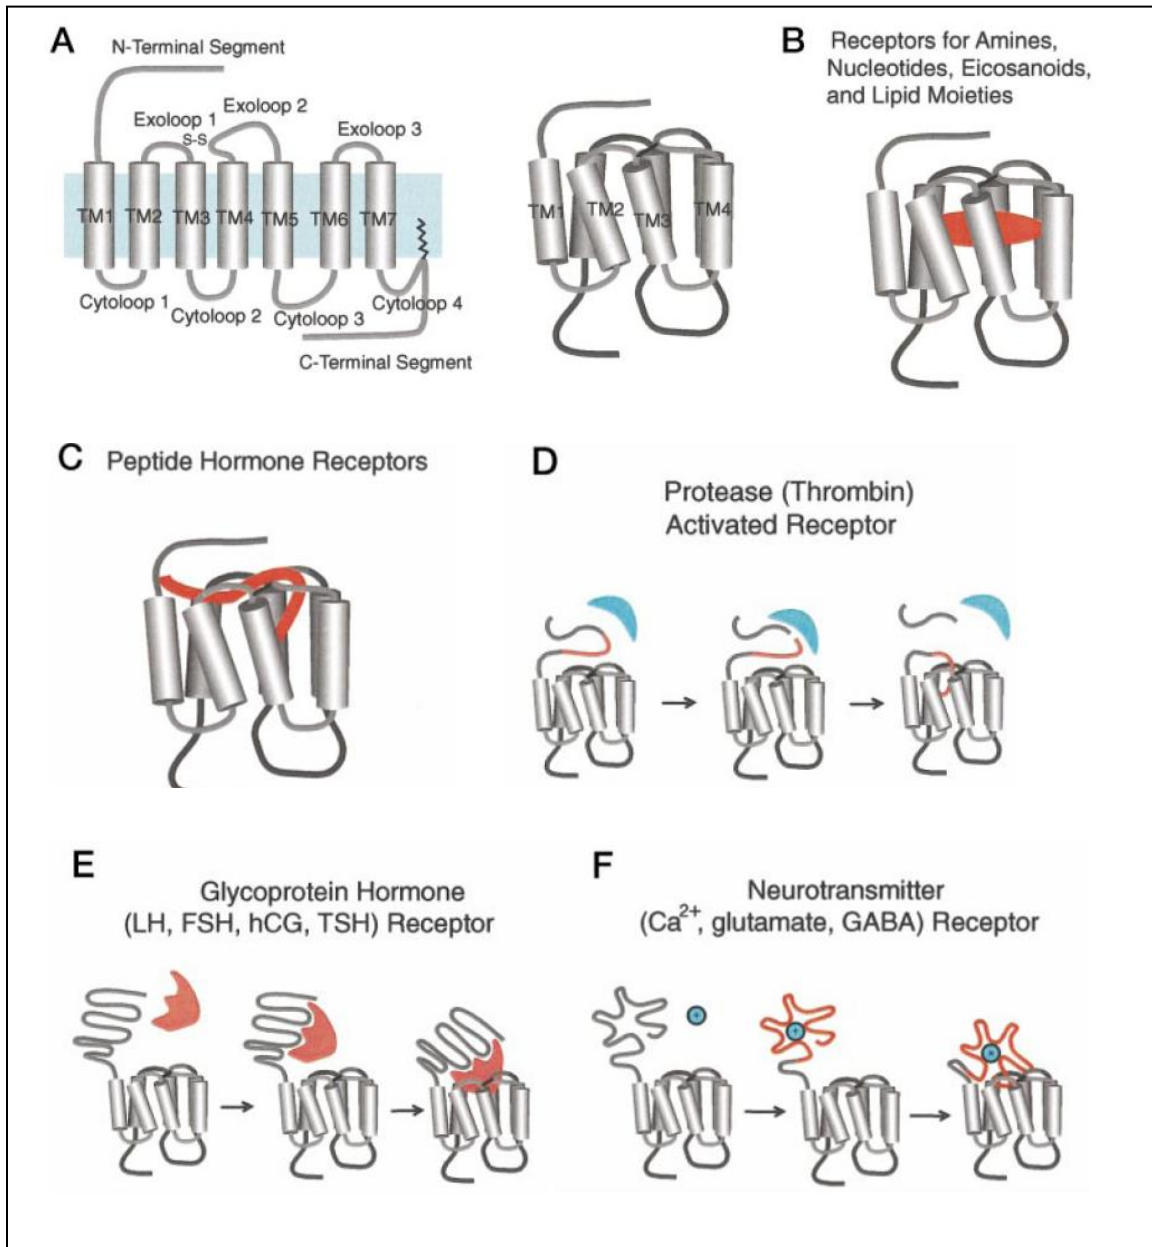 A
N-Terminal Segment
Exoloop 1
S-S
Exoloop 2
Exoloop 3
TM1
TM2
TM3
TM4
TM5
TM6
TM7
Cytoloop 1
Cytoloop 2
Cytoloop 3
Cytoloop 4
C-Terminal Segment
TM1
TM2
TM3
TM4
B
Receptors for Amines,
Nucleotides, Eicosanoids,
and Lipid Moieties
C
Peptide Hormone Receptors
D
Protease (Thrombin)
Activated Receptor
E
Glycoprotein Hormone
(LH, FSH, hCG, TSH) Receptor
F
Neurotransmitter
(Ca²⁺, glutamate, GABA) Receptor
+
+
+